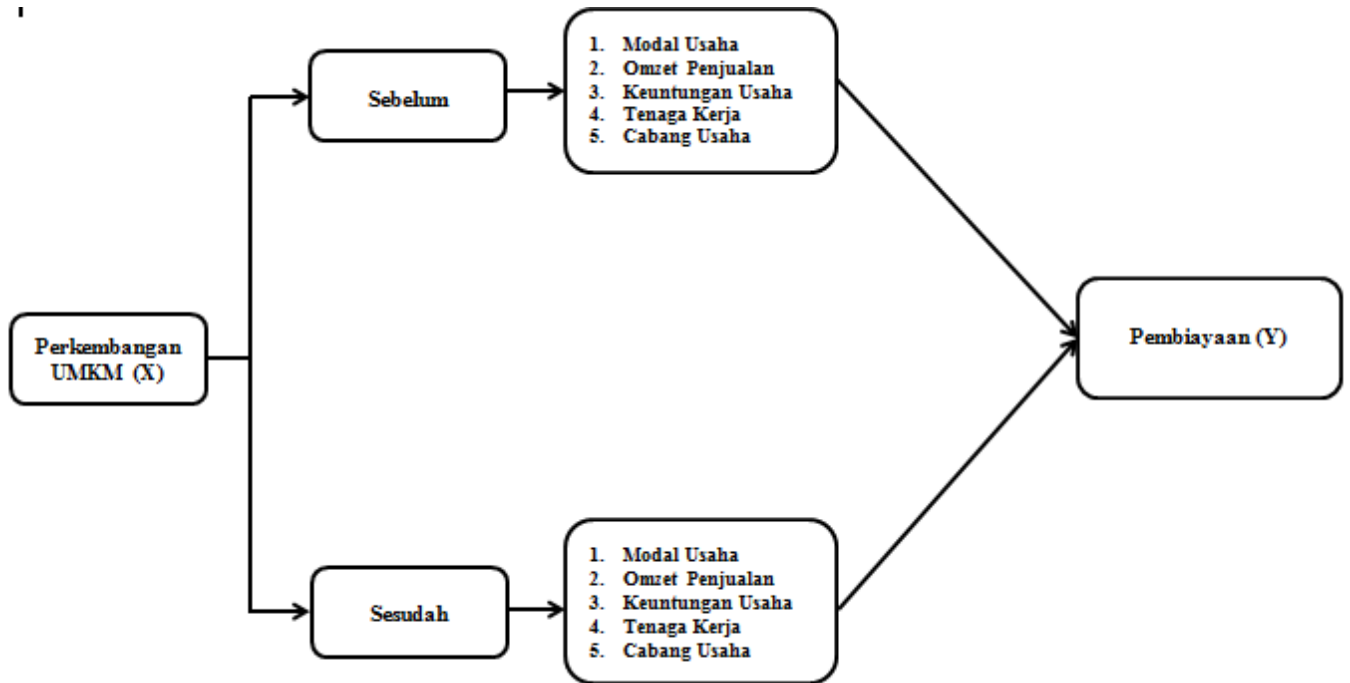 Perkembangan
UMKM (X)
Sebelum
1. Modal Usaha
2. Omzet Penjualan
3. Keuntungan Usaha
4. Tenaga Kerja
5. Cabang Usaha
Sesudah
1. Modal Usaha
2. Omzet Penjualan
3. Keuntungan Usaha
4. Tenaga Kerja
5. Cabang Usaha
Pembiayaan (Y)